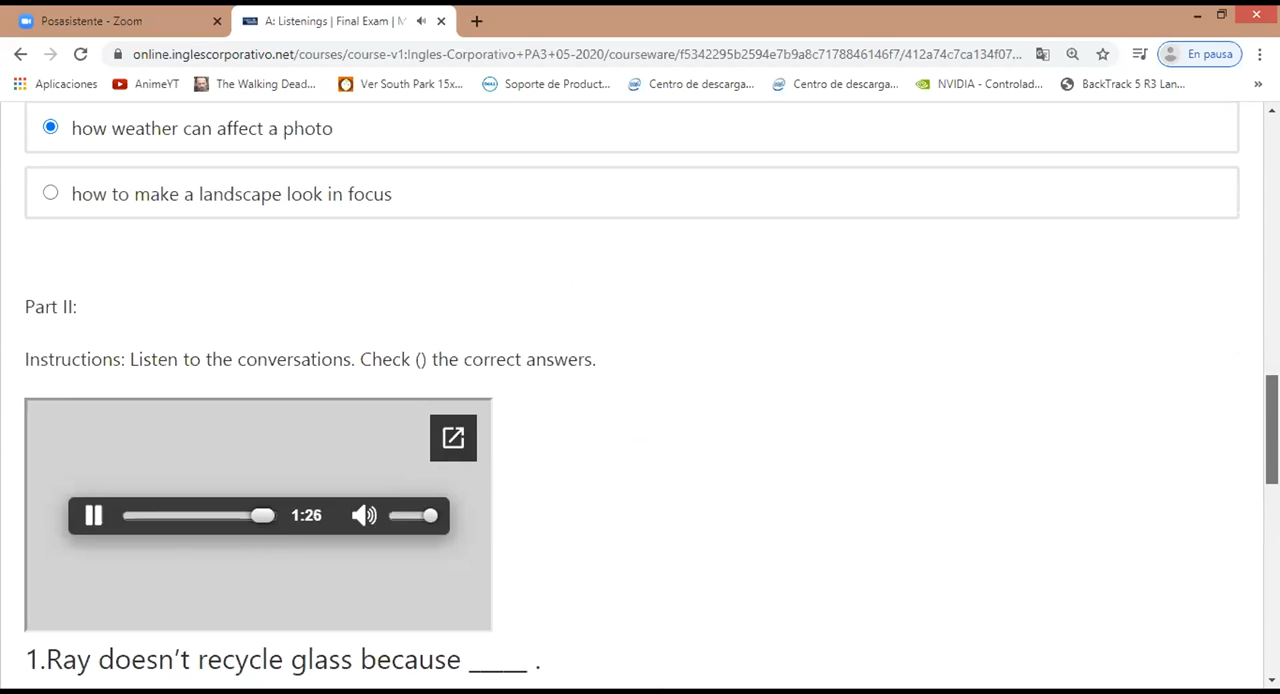 Posasistente - Zoom
A: Listenings | Final Exam |
online.inglescorporativo.net/courses/course-v1:Ingles-Corporativo+PA3+05-2020/courseware/f5342295b2594e7b9a8c7178846146f7/412a74c7ca134f07...
En pausa
Aplicaciones
AnimeYT
The Walking Dead...
Ver South Park 15x...
Soporte de Product...
Centro de descarga...
Centro de descarga...
NVIDIA - Controlad...
BackTrack 5 R3 Lan...
»
how weather can affect a photo
how to make a landscape look in focus
Part II:
Instructions: Listen to the conversations. Check () the correct answers.
1:26
1.Ray doesn’t recycle glass because _____ .